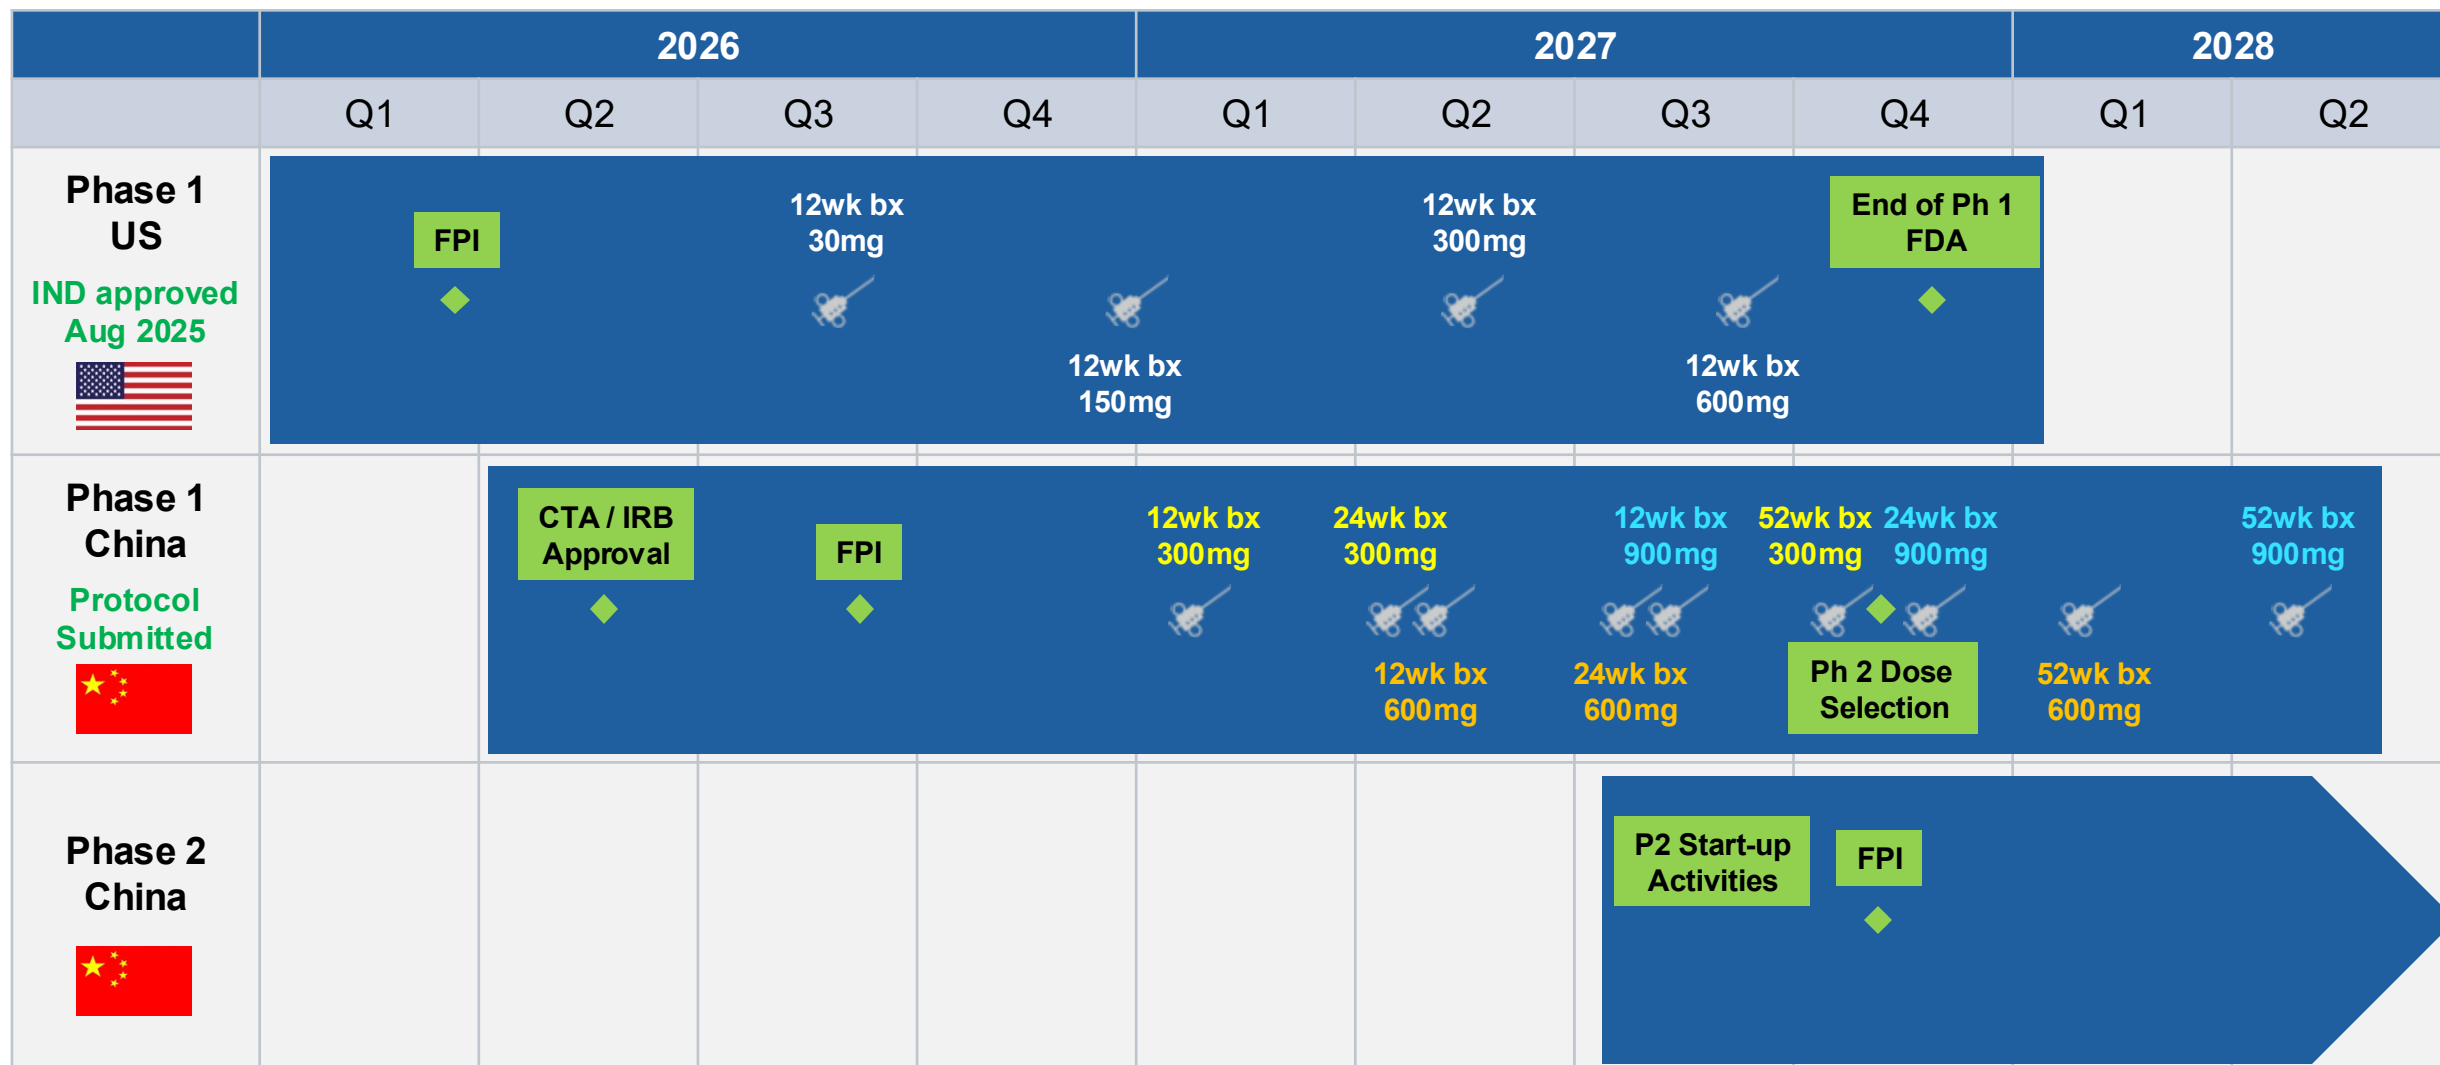 2026 2027 2028
Q1 Q2 Q3 Q4 Q1 Q2 Q3 Q4 Q1 Q2
Phase 1
US
IND approved
Aug 2025
FPI
12wk bx
30mg
12wk bx
150mg
12wk bx
300mg
12wk bx
600mg
End of Ph 1
FDA
Phase 1
China
Protocol
Submitted
CTA / IRB
Approval
FPI
12wk bx
300mg
24wk bx
300mg
12wk bx
600mg
12wk bx
900mg
24wk bx
600mg
52wk bx
300mg
24wk bx
900mg
Ph 2 Dose
Selection
52wk bx
600mg
52wk bx
900mg
Phase 2
China
P2 Start-up
Activities
FPI